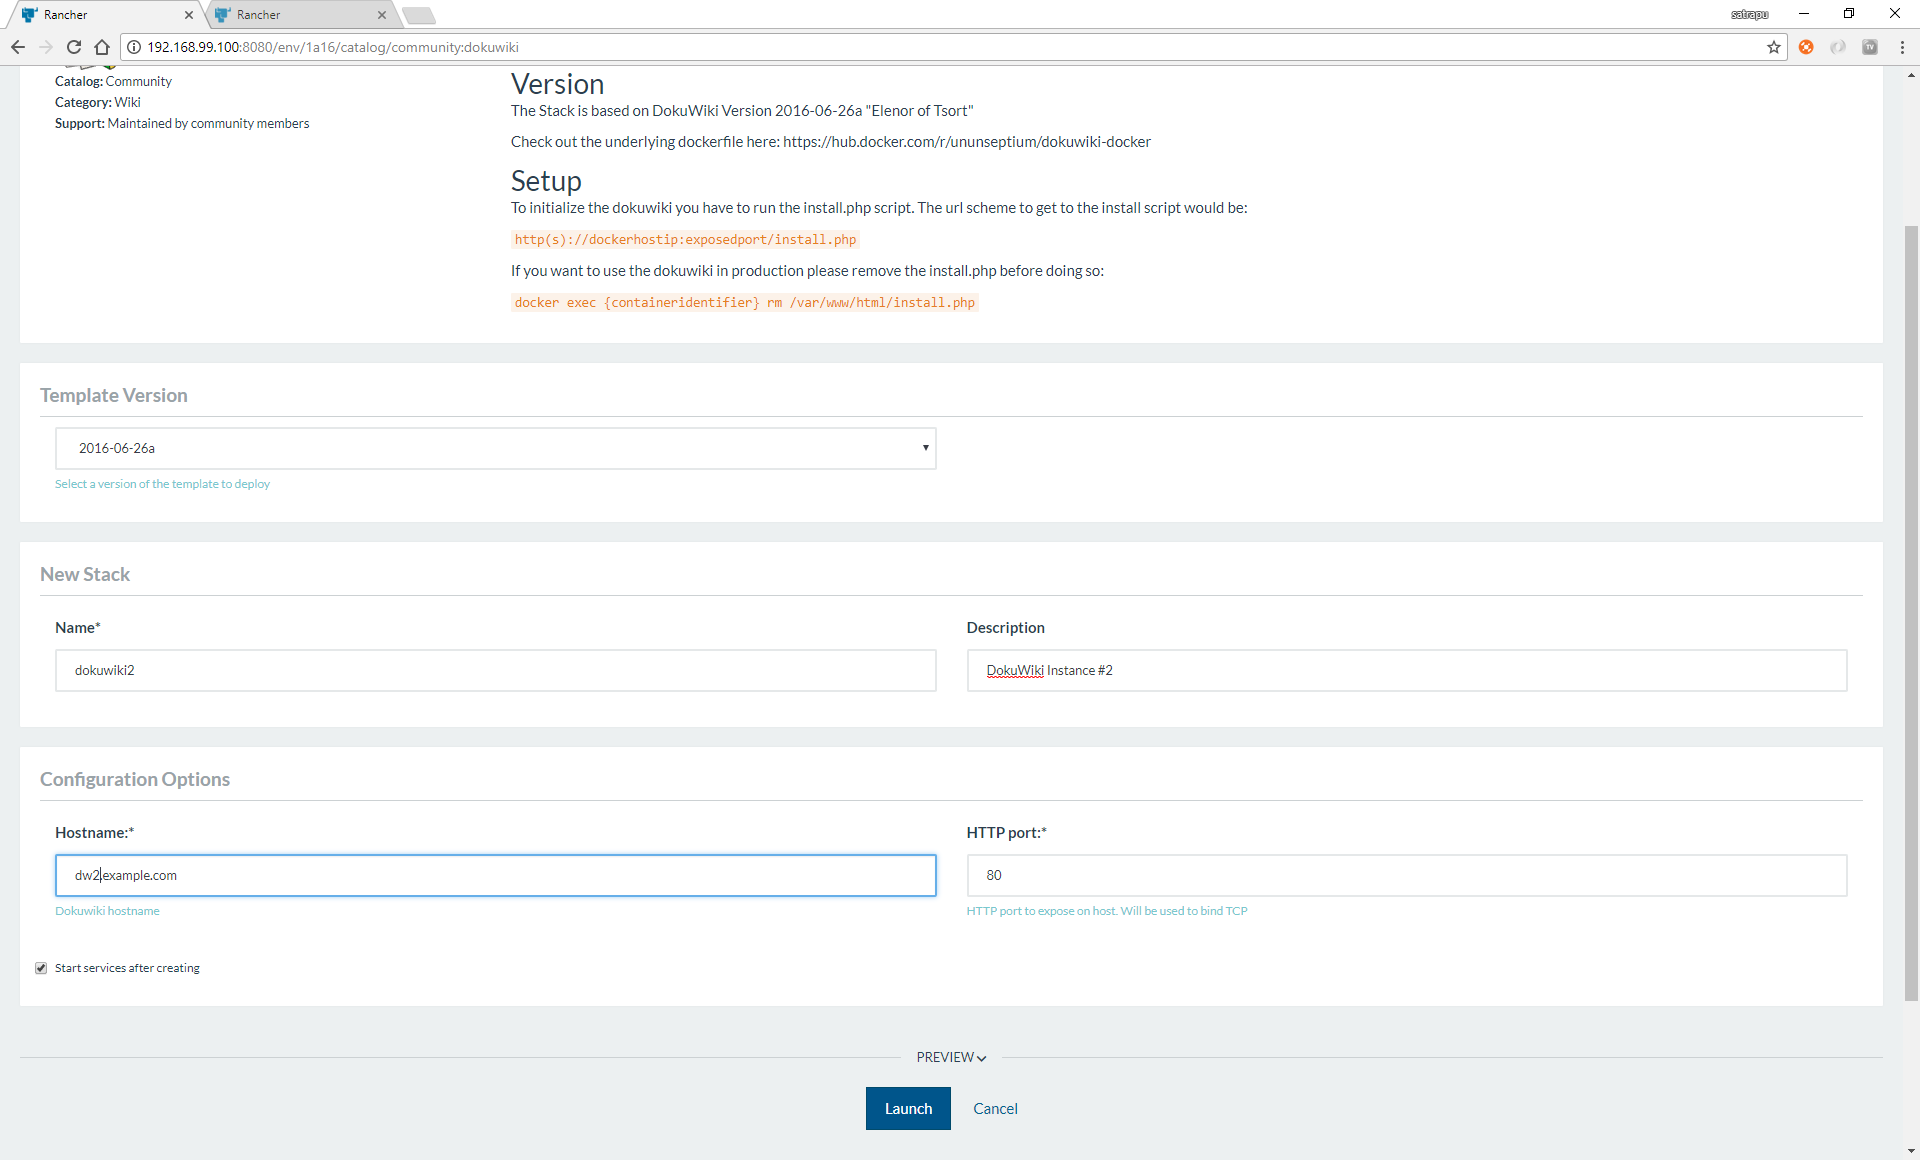 Rancher
Rancher
satrapu
192.168.99.100:8080/env/1a16/catalog/community:dokuwiki
Catalog: Community
Category: Wiki
Support: Maintained by community members
Version
The Stack is based on DokuWiki Version 2016-06-26a "Elenor of Tsort"
Check out the underlying dockerfile here: https://hub.docker.com/r/ununseptium/dokuwiki-docker
Setup
To initialize the dokuwiki you have to run the install.php script. The url scheme to get to the install script would be:
http(s)://dockerhostip:exposedport/install.php
If you want to use the dokuwiki in production please remove the install.php before doing so:
docker exec {containeridentifier} rm /var/www/html/install.php
Template Version
2016-06-26a
Select a version of the template to deploy
New Stack
Name*
Description
dokuwiki2
DokuWiki Instance #2
Configuration Options
Hostname:*
HTTP port:*
dw2.example.com
80
Dokuwiki hostname
HTTP port to expose on host. Will be used to bind TCP
Start services after creating
PREVIEW
Launch
Cancel